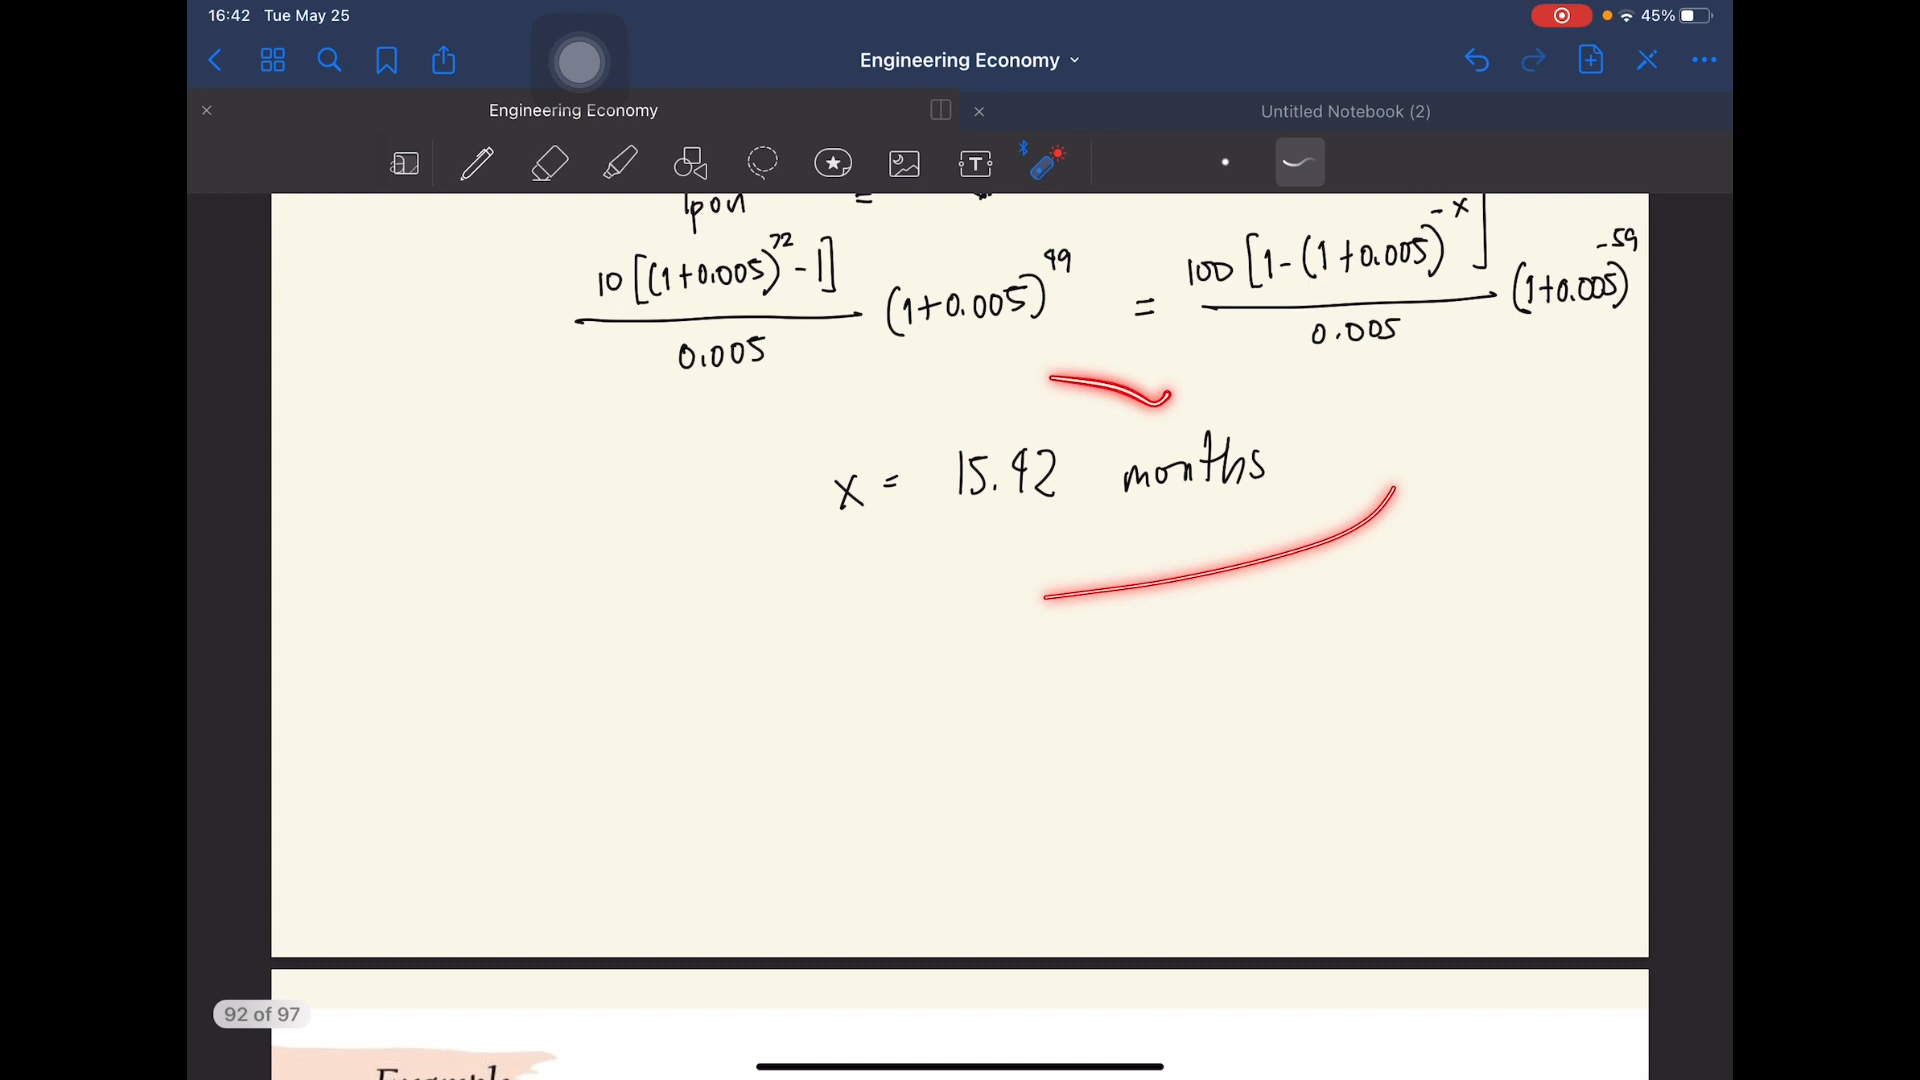 16:42 Tue May 25 45%
Engineering Economy
Engineering Economy Untitled Notebook (2)
=
10[(1+0.005)^72 - 1] / 0.005 (1+0.005)^49 = 100[1-(1+0.005)^-x] / 0.005 (1+0.005)^-59
x = 15.42 months
92 of 97
Example